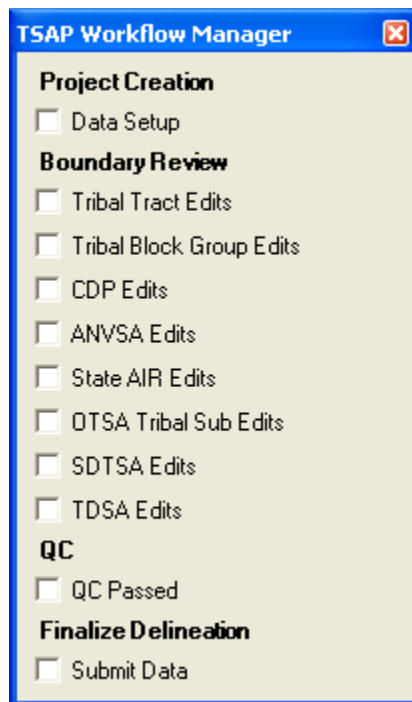 TSAP Workflow Manager
Project Creation
Data Setup
Boundary Review
Tribal Tract Edits
Tribal Block Group Edits
CDP Edits
ANVSA Edits
State AIR Edits
OTSA Tribal Sub Edits
SDTSA Edits
TDSA Edits
QC
QC Passed
Finalize Delineation
Submit Data